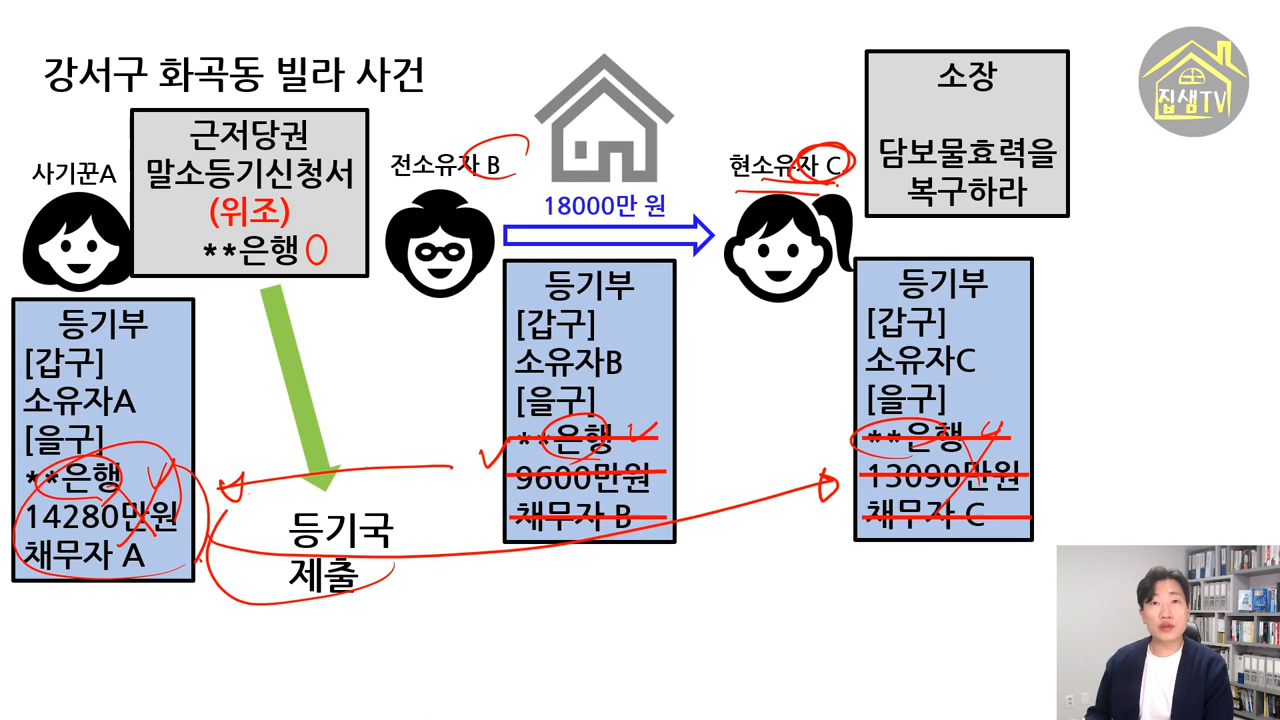 강서구 화곡동 빌라 사건
사기꾼A
근저당권
말소등기신청서
(위조)
**은행
등기부
[갑구]
소유자A
[을구]
**은행
14280만원
채무자 A
등기국
제출
전소유자 B
18000만 원
등기부
[갑구]
소유자B
[을구]
**은행
9600만원
채무자 B
현소유자 C
소장
담보물효력을
복구하라
등기부
[갑구]
소유자C
[을구]
**은행
13090만원
채무자 C
집샘TV